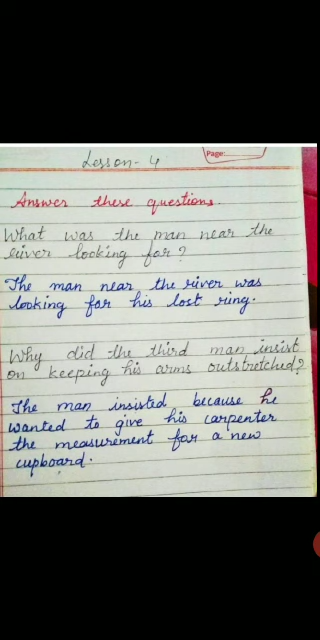 Page:
Lesson-4
Answer these questions.
What was the man near the
river looking for?
The man near the river was
looking for his lost ring.
Why did the third man insist
on keeping his arms outstretched?
The man insisted because he
wanted to give his carpenter
the measurement for a new
cupboard.